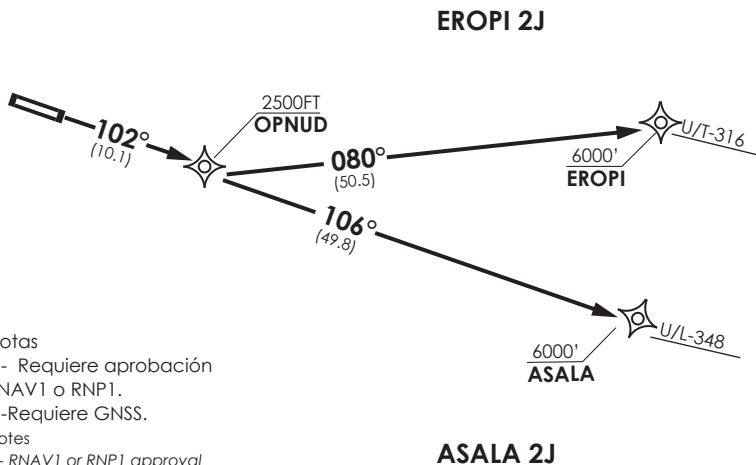 EROPI 2J
2500FT
OPNUD
102°
(10.1)
080°
(50.5)
U/T-316
6000'
EROPI
106°
(49.8)
U/L-348
6000'
ASALA
otas
- Requiere aprobación
NAV1 o RNP1.
-Requiere GNSS.
otes
- RNAV1 or RNP1 approval
ASALA 2J